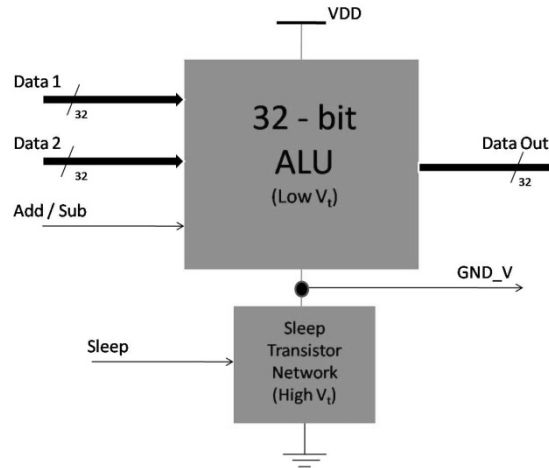 VDD
Data 1
32
32 - bit
ALU
(Low Vt)
Data 2
32
Data Out
32
Add / Sub
GND_V
Sleep
Sleep
Transistor
Network
(High Vt)